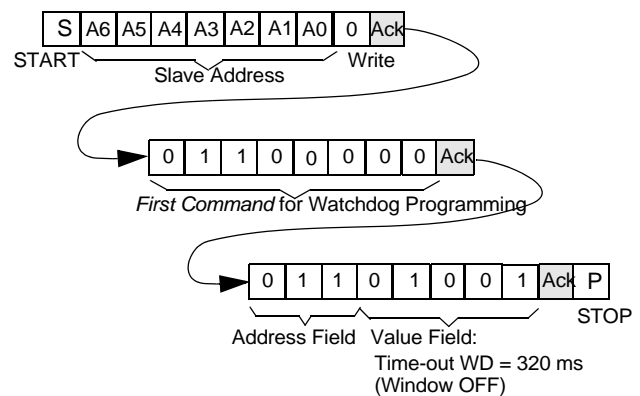 S A6 A5 A4 A3 A2 A1 A0 0 Ack
START Slave Address Write
0 1 1 0 0 0 0 0 Ack
First Command for Watchdog Programming
0 1 1 0 1 0 0 1 Ack P
STOP
Address Field Value Field:
Time-out WD = 320 ms
(Window OFF)